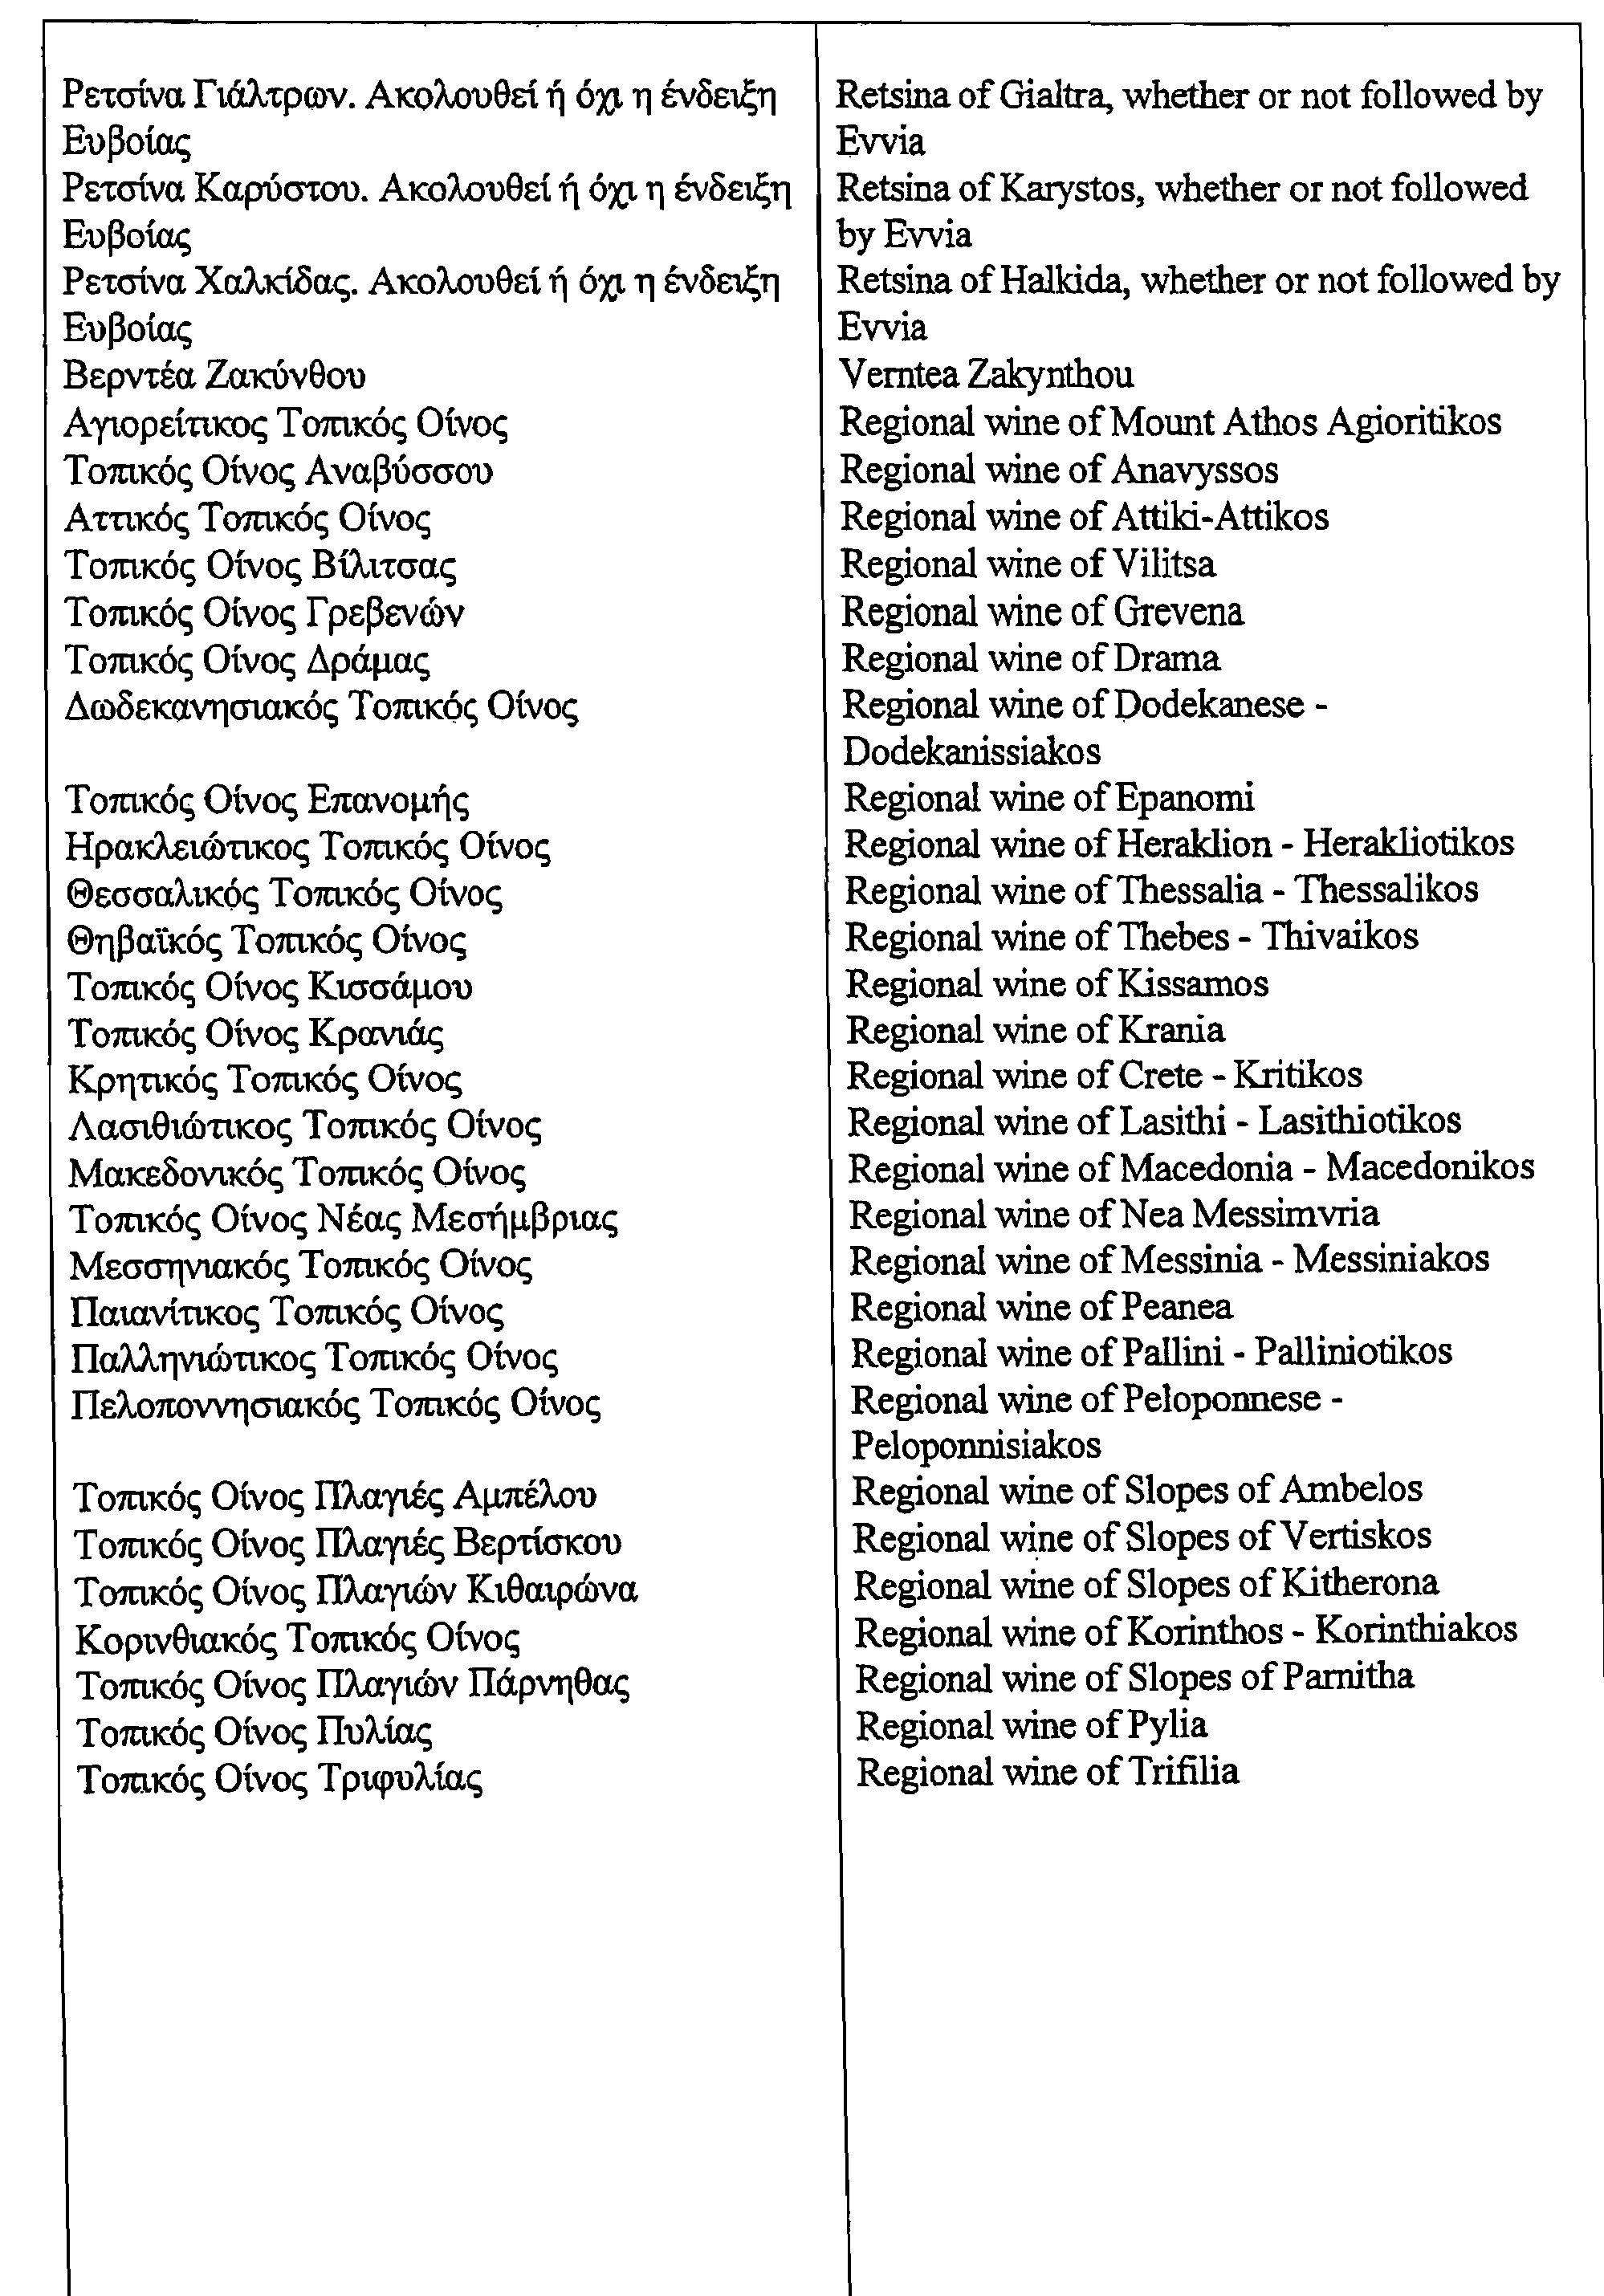 Ρετσίνα Γιάλτρων. Ακολουθεί ή όχι η ένδειξη
Ευβοίας
Ρετσίνα Καρύστου. Ακολουθεί ή όχι η ένδειξη
Ευβοίας
Ρετσίνα Χαλκίδας. Ακολουθεί ή όχι η ένδειξη
Ευβοίας
Βερντέα Ζακύνθου
Αγιορείτικος Τοπικός Οίνος
Τοπικός Οίνος Αναβύσσου
Αττικός Τοπικός Οίνος
Τοπικός Οίνος Βίλιτσας
Τοπικός Οίνος Γρεβενών
Τοπικός Οίνος Δράμας
Δωδεκανησιακός Τοπικός Οίνος
Τοπικός Οίνος Επανομής
Ηρακλειώτικος Τοπικός Οίνος
Θεσσαλικός Τοπικός Οίνος
Θηβαϊκός Τοπικός Οίνος
Τοπικός Οίνος Κισσάμου
Τοπικός Οίνος Κρανιάς
Κρητικός Τοπικός Οίνος
Λασιθιώτικος Τοπικός Οίνος
Μακεδονικός Τοπικός Οίνος
Τοπικός Οίνος Νέας Μεσήμβριας
Μεσσηνιακός Τοπικός Οίνος
Παιανίτικος Τοπικός Οίνος
Παλληνιώτικος Τοπικός Οίνος
Πελοποννησιακός Τοπικός Οίνος
Τοπικός Οίνος Πλαγιές Αμπέλου
Τοπικός Οίνος Πλαγιές Βερτίσκου
Τοπικός Οίνος Πλαγιών Κιθαιρώνα
Κορινθιακός Τοπικός Οίνος
Τοπικός Οίνος Πλαγιών Πάρνηθας
Τοπικός Οίνος Πυλίας
Τοπικός Οίνος Τριφυλίας
Retsina of Gialtra, whether or not followed by
Evvia
Retsina of Karystos, whether or not followed
by Evvia
Retsina of Halkida, whether or not followed by
Evvia
Verntea Zakynthou
Regional wine of Mount Athos Agioritikos
Regional wine of Anavyssos
Regional wine of Attiki-Attikos
Regional wine of Vilitsa
Regional wine of Grevena
Regional wine of Drama
Regional wine of Dodekanese -
Dodekanissiakos
Regional wine of Epanomi
Regional wine of Heraklion - Herakliotikos
Regional wine of Thessalia - Thessalikos
Regional wine of Thebes - Thivaikos
Regional wine of Kissamos
Regional wine of Krania
Regional wine of Crete - Kritikos
Regional wine of Lasithi - Lasithiotikos
Regional wine of Macedonia - Macedonikos
Regional wine of Nea Messimvria
Regional wine of Messinia - Messiniakos
Regional wine of Peanea
Regional wine of Pallini - Palliniotikos
Regional wine of Peloponnese -
Peloponnisiakos
Regional wine of Slopes of Ambelos
Regional wine of Slopes of Vertiskos
Regional wine of Slopes of Kitherona
Regional wine of Korinthos - Korinthiakos
Regional wine of Slopes of Parnitha
Regional wine of Pylia
Regional wine of Trifilia